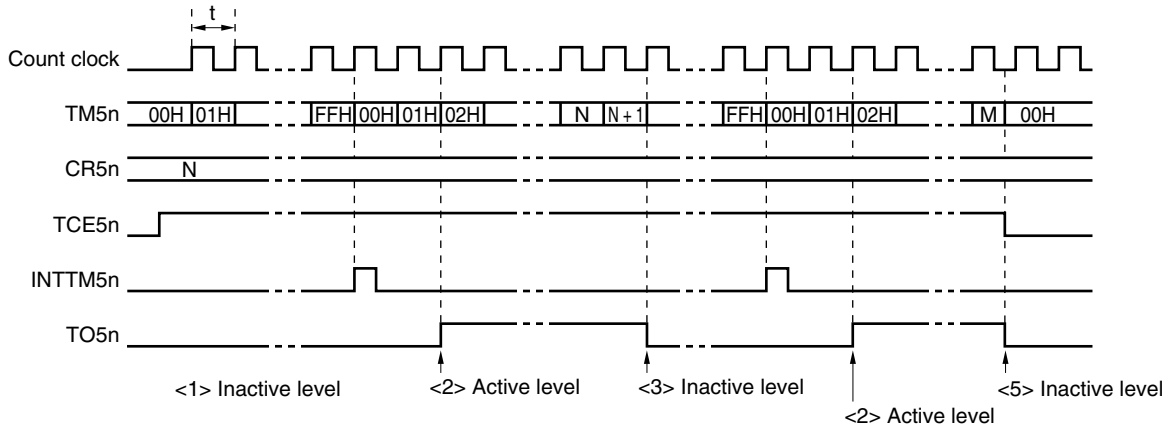 t
Count clock
TM5n 00H 01H FFH 00H 01H 02H N N + 1 FFH 00H 01H 02H M 00H
CR5n N
TCE5n
INTTM5n
TO5n
<1> Inactive level <2> Active level <3> Inactive level <5> Inactive level
<2> Active level